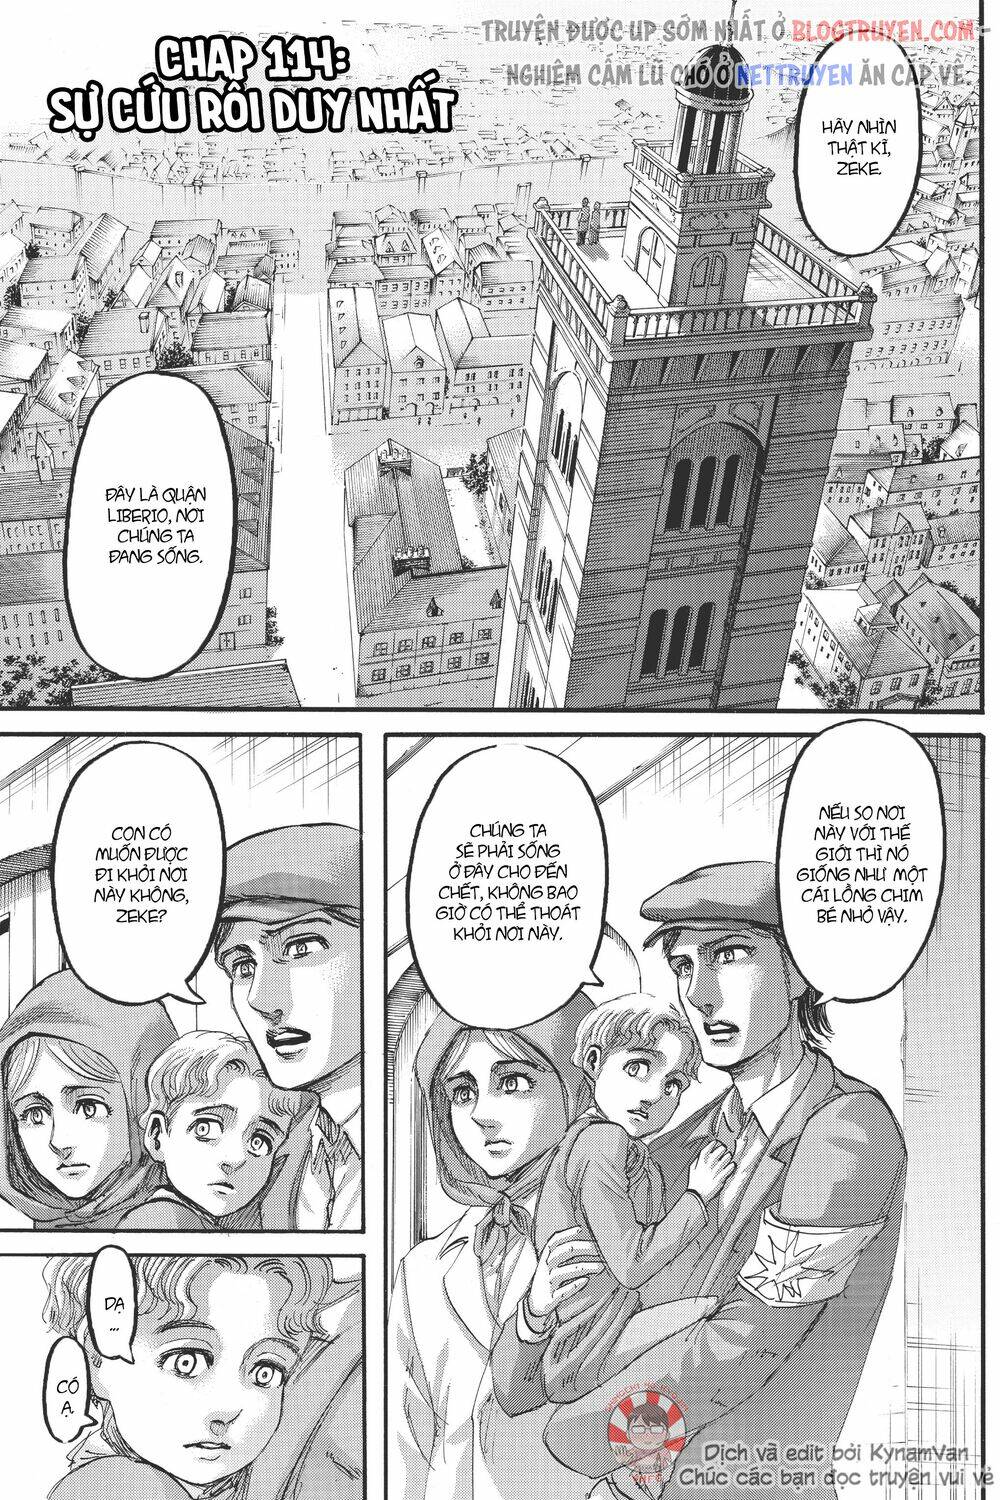 TRUYỆN ĐƯỢC UP SỚM NHẤT Ở BLOGTRUYEN.COM -
NGHIÊM CẤM LŨ CHÓ Ở NETTRUYEN ĂN CẮP VỀ.
CHAP 114:
SỰ CỨU RỖI DUY NHẤT
HÃY NHÌN
THẬT KĨ,
ZEKE.
ĐÂY LÀ QUẬN
LIBERIO, NƠI
CHÚNG TA
ĐANG SỐNG.
NẾU SO NƠI
NÀY VỚI THẾ
GIỚI THÌ NÓ
GIỐNG NHƯ MỘT
CÁI LỒNG CHIM
BÉ NHỎ VẬY.
CHÚNG TA
SẼ PHẢI SỐNG
Ở ĐÂY CHO ĐẾN
CHẾT, KHÔNG BAO
GIỜ CÓ THỂ THOÁT
KHỎI NƠI NÀY.
CON CÓ
MUỐN ĐƯỢC
ĐI KHỎI NƠI
NÀY KHÔNG,
ZEKE?
DẠ
...
CÓ
Ạ.
Dịch và edit bởi KynamVan
Chúc các bạn đọc truyện vui vẻ